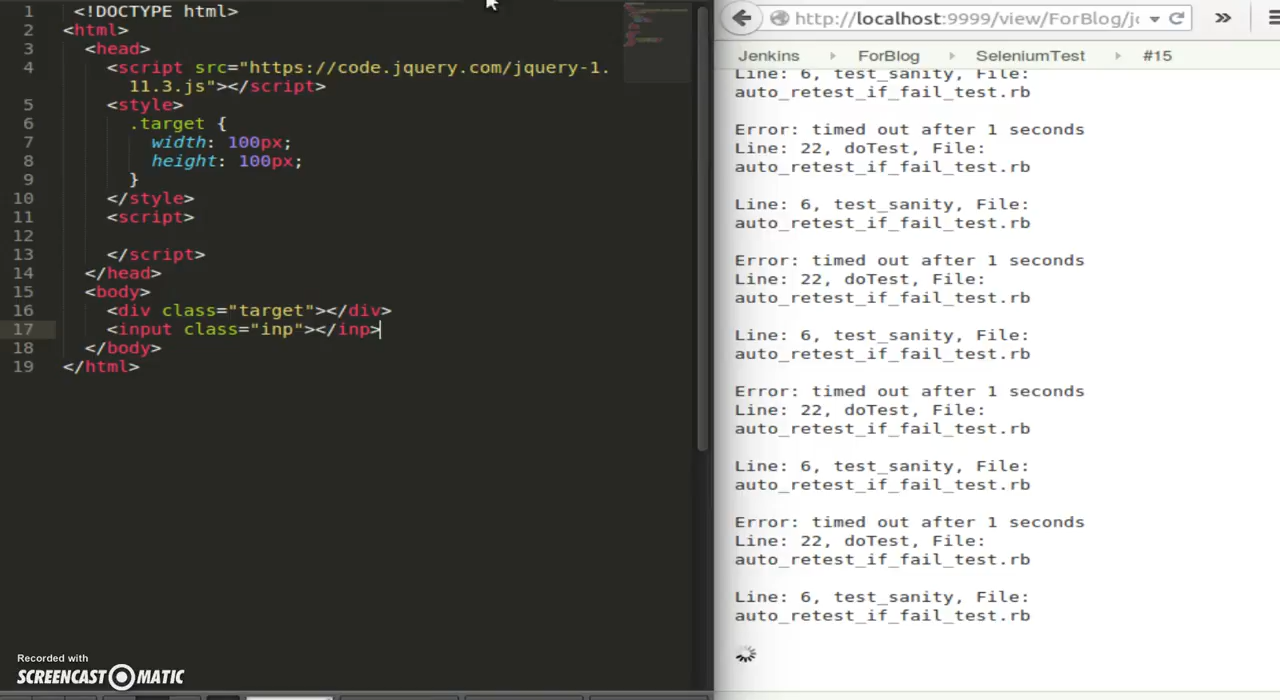 1 <!DOCTYPE html>
2 <html>
3 <head>
4 <script src="https://code.jquery.com/jquery-1.
11.3.js"></script>
5 <style>
6 .target {
7 width: 100px;
8 height: 100px;
9 }
10 </style>
11 <script>
12
13 </script>
14 </head>
15 <body>
16 <div class="target"></div>
17 <input class="inp"></inp>
18 </body>
19 </html>
Recorded with
SCREENCAST MATIC
http://localhost:9999/view/ForBlog/jo
Jenkins ForBlog SeleniumTest #15
Line: 6, test_sanity, File:
auto_retest_if_fail_test.rb
Error: timed out after 1 seconds
Line: 22, doTest, File:
auto_retest_if_fail_test.rb
Line: 6, test_sanity, File:
auto_retest_if_fail_test.rb
Error: timed out after 1 seconds
Line: 22, doTest, File:
auto_retest_if_fail_test.rb
Line: 6, test_sanity, File:
auto_retest_if_fail_test.rb
Error: timed out after 1 seconds
Line: 22, doTest, File:
auto_retest_if_fail_test.rb
Line: 6, test_sanity, File:
auto_retest_if_fail_test.rb
Error: timed out after 1 seconds
Line: 22, doTest, File:
auto_retest_if_fail_test.rb
Line: 6, test_sanity, File:
auto_retest_if_fail_test.rb